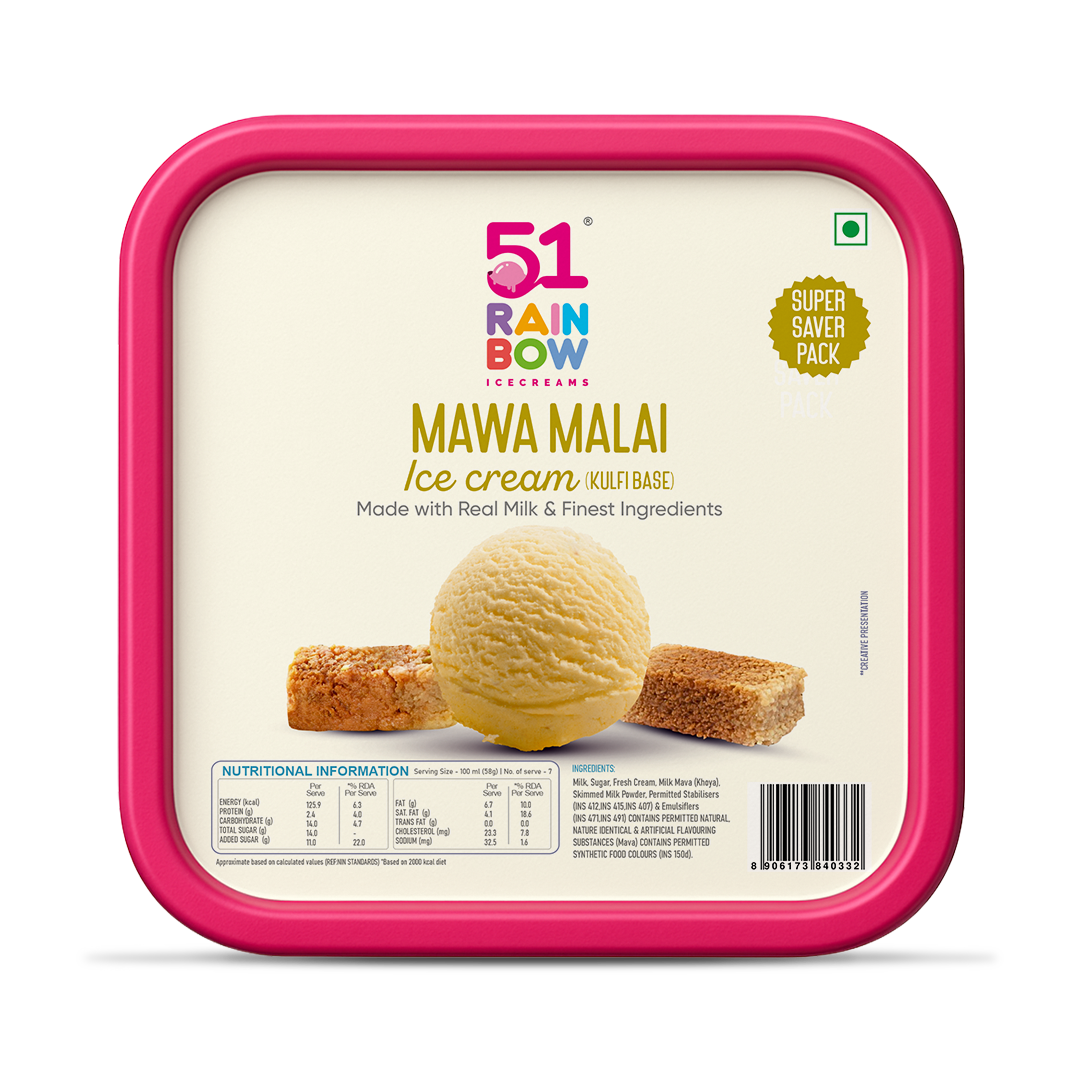 51®
RAIN
BOW
ICECREAMS
SUPER
SAVER
PACK
PACK
MAWA MALAI
Ice cream (KULFI BASE)
Made with Real Milk & Finest Ingredients
**CREATIVE PRESENTATION
NUTRITIONAL INFORMATION Serving Size - 100 ml (58g) | No. of serve - 7
Per Serve *% RDA Per Serve Per Serve *% RDA Per Serve
ENERGY (kcal) 125.9 6.3 FAT (g) 6.7 10.0
PROTEIN (g) 2.4 4.0 SAT. FAT (g) 4.1 18.6
CARBOHYDRATE (g) 14.0 4.7 TRANS FAT (g) 0.0 0.0
TOTAL SUGAR (g) 14.0 - CHOLESTEROL (mg) 23.3 7.8
ADDED SUGAR (g) 11.0 22.0 SODIUM (mg) 32.5 1.6
Approximate based on calculated values (REF:NIN STANDARDS) *Based on 2000 kcal diet
INGREDIENTS:
Milk, Sugar, Fresh Cream, Milk Mava (Khoya),
Skimmed Milk Powder, Permitted Stabilisers
(INS 412,INS 415,INS 407) & Emulsifiers
(INS 471,INS 491) CONTAINS PERMITTED NATURAL,
NATURE IDENTICAL & ARTIFICIAL FLAVOURING
SUBSTANCES (Mava) CONTAINS PERMITTED
SYNTHETIC FOOD COLOURS (INS 150d).
8 906173 840332